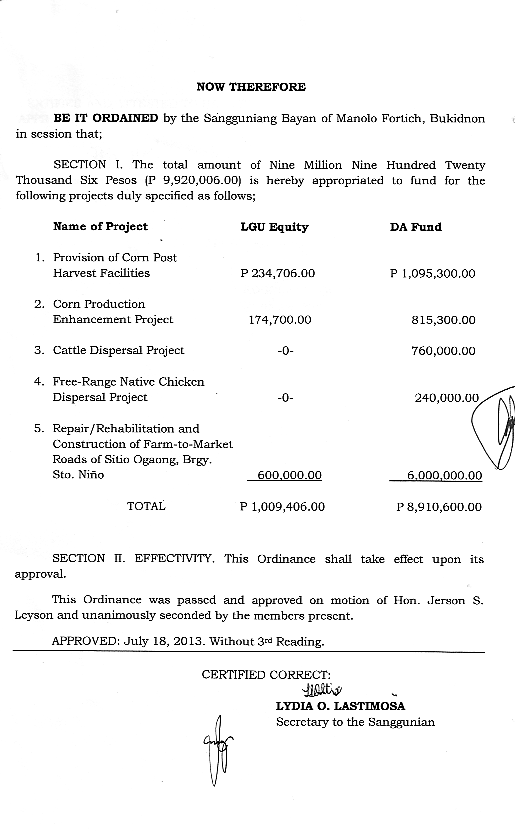 NOW THEREFORE
BE IT ORDAINED by the Sangguniang Bayan of Manolo Fortich, Bukidnon
in session that;
SECTION I. The total amount of Nine Million Nine Hundred Twenty
Thousand Six Pesos (P 9,920,006.00) is hereby appropriated to fund for the
following projects duly specified as follows;
Name of Project LGU Equity DA Fund
1. Provision of Corn Post
Harvest Facilities P 234,706.00 P 1,095,300.00
2. Corn Production
Enhancement Project 174,700.00 815,300.00
3. Cattle Dispersal Project -0- 760,000.00
4. Free-Range Native Chicken
Dispersal Project -0- 240,000.00
5. Repair/Rehabilitation and
Construction of Farm-to-Market
Roads of Sitio Ogaong, Brgy.
Sto. Niño 600,000.00 6,000,000.00
TOTAL P 1,009,406.00 P 8,910,600.00
SECTION II. EFFECTIVITY. This Ordinance shall take effect upon its
approval.
This Ordinance was passed and approved on motion of Hon. Jerson S.
Leyson and unanimously seconded by the members present.
APPROVED: July 18, 2013. Without 3rd Reading.
CERTIFIED CORRECT:
LYDIA O. LASTIMOSA
Secretary to the Sanggunian